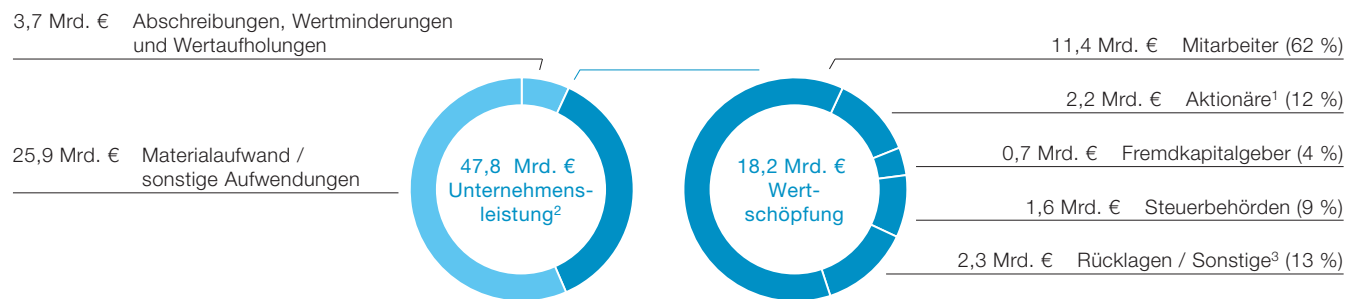 3,7 Mrd. € Abschreibungen, Wertminderungen
und Wertaufholungen
25,9 Mrd. € Materialaufwand /
sonstige Aufwendungen
47,8 Mrd. €
Unternehmens-
leistung²
18,2 Mrd. €
Wert-
schöpfung
11,4 Mrd. € Mitarbeiter (62 %)
2,2 Mrd. € Aktionäre¹ (12 %)
0,7 Mrd. € Fremdkapitalgeber (4 %)
1,6 Mrd. € Steuerbehörden (9 %)
2,3 Mrd. € Rücklagen / Sonstige³ (13 %)